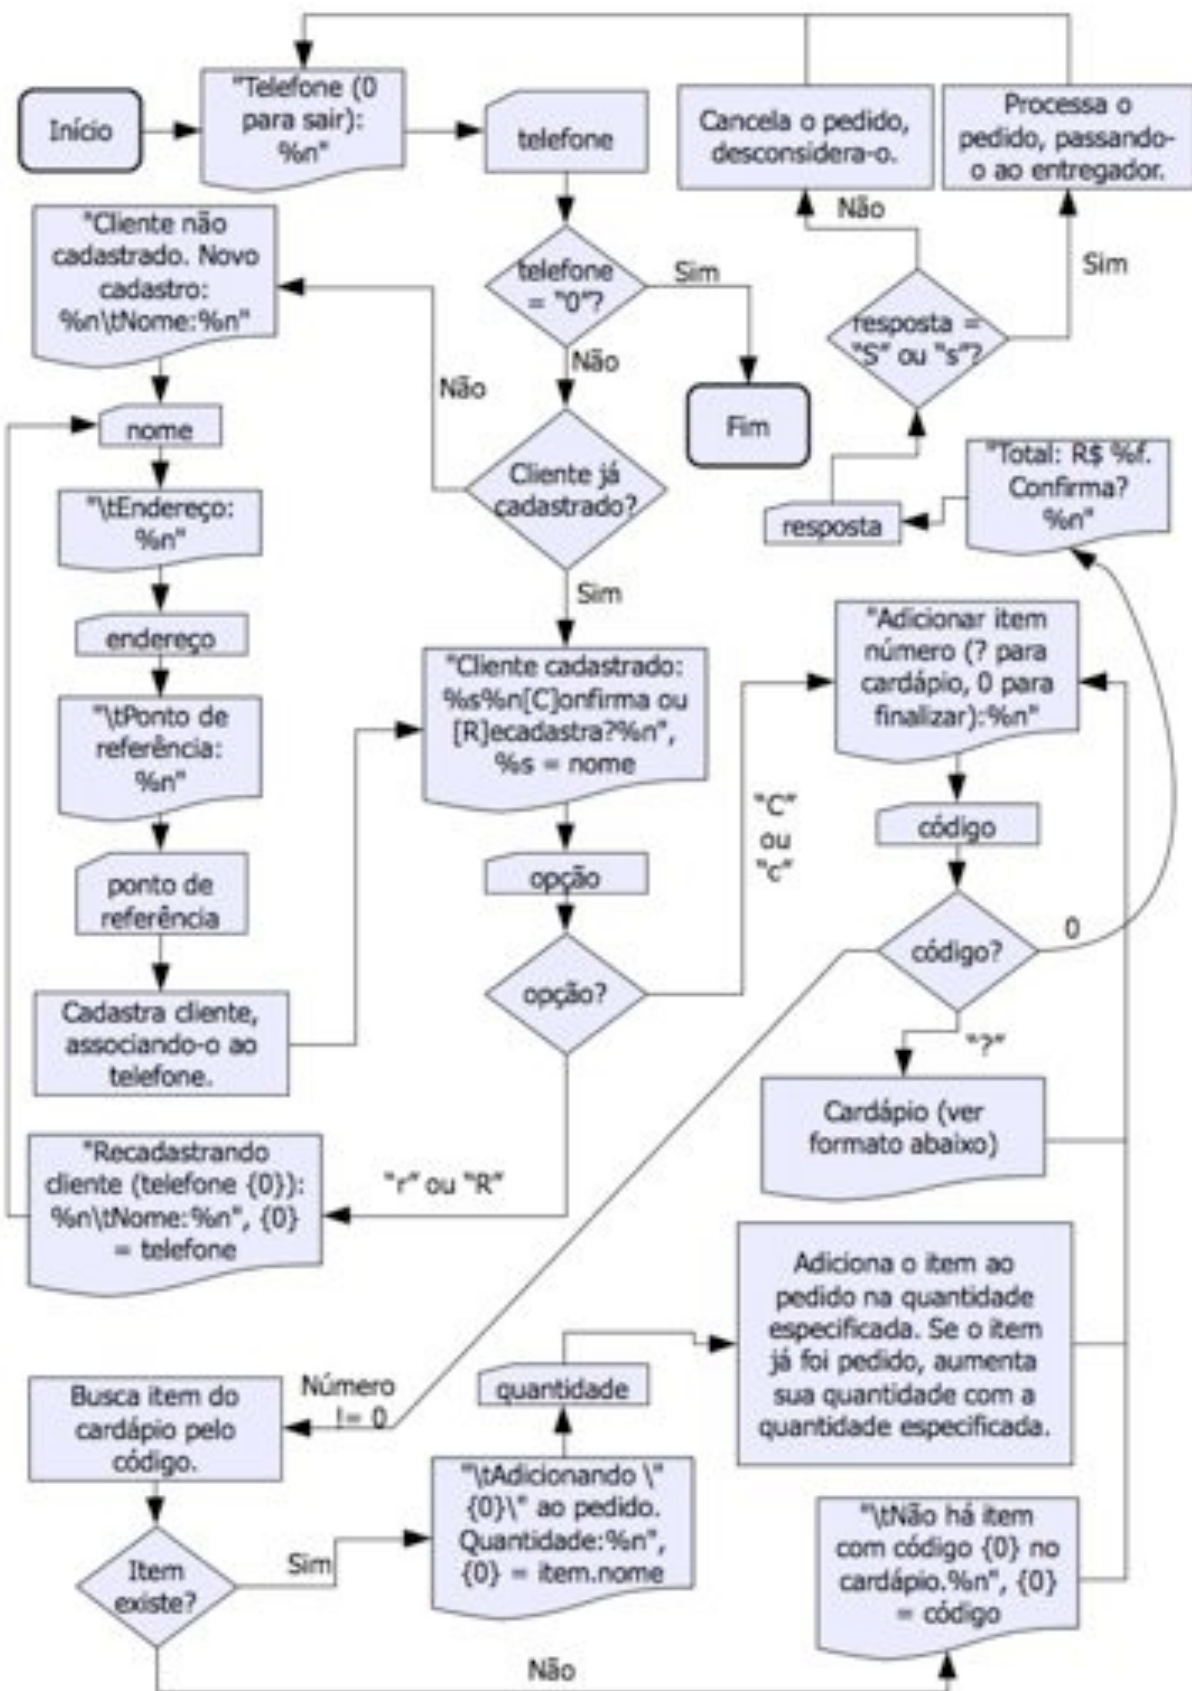 Início
"Telefone (0
para sair):
%n"
telefone
Cancela o pedido,
desconsidera-o.
Processa o
pedido, passando-
o ao entregador.
"Cliente não
cadastrado. Novo
cadastro:
%n\tNome:%n"
telefone
= "0"?
Sim
Não
Fim
Não
Sim
resposta =
"S" ou "s"?
Não
Cliente já
cadastrado?
Sim
nome
"\tEndereço:
%n"
endereço
"\tPonto de
referência:
%n"
ponto de
referência
Cadastra cliente,
associando-o ao
telefone.
"Total: R$ %f.
Confirma?
%n"
resposta
"Cliente cadastrado:
%s%n[C]onfirma ou
[R]ecadastra?%n",
%s = nome
opção
opção?
"C"
ou
"c"
"r" ou "R"
"Recadastrando
cliente (telefone {0}):
%n\tNome:%n", {0}
= telefone
"Adicionar item
número (? para
cardápio, 0 para
finalizar):%n"
código
código?
0
"?"
Cardápio (ver
formato abaixo)
Número
!= 0
Busca item do
cardápio pelo
código.
Item
existe?
Sim
"\tAdicionando \"
{0}\" ao pedido.
Quantidade:%n",
{0} = item.nome
quantidade
Adiciona o item ao
pedido na quantidade
especificada. Se o item
já foi pedido, aumenta
sua quantidade com a
quantidade especificada.
Não
"\tNão há item
com código {0} no
cardápio.%n", {0}
= código